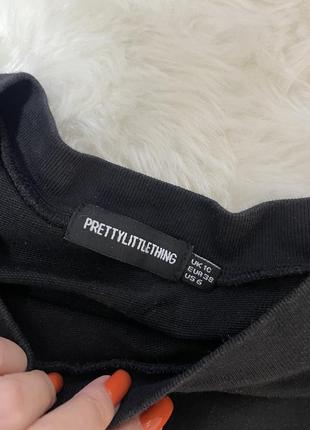 PRETTYLITTLETHING
UK 10
EUR 38
US 6